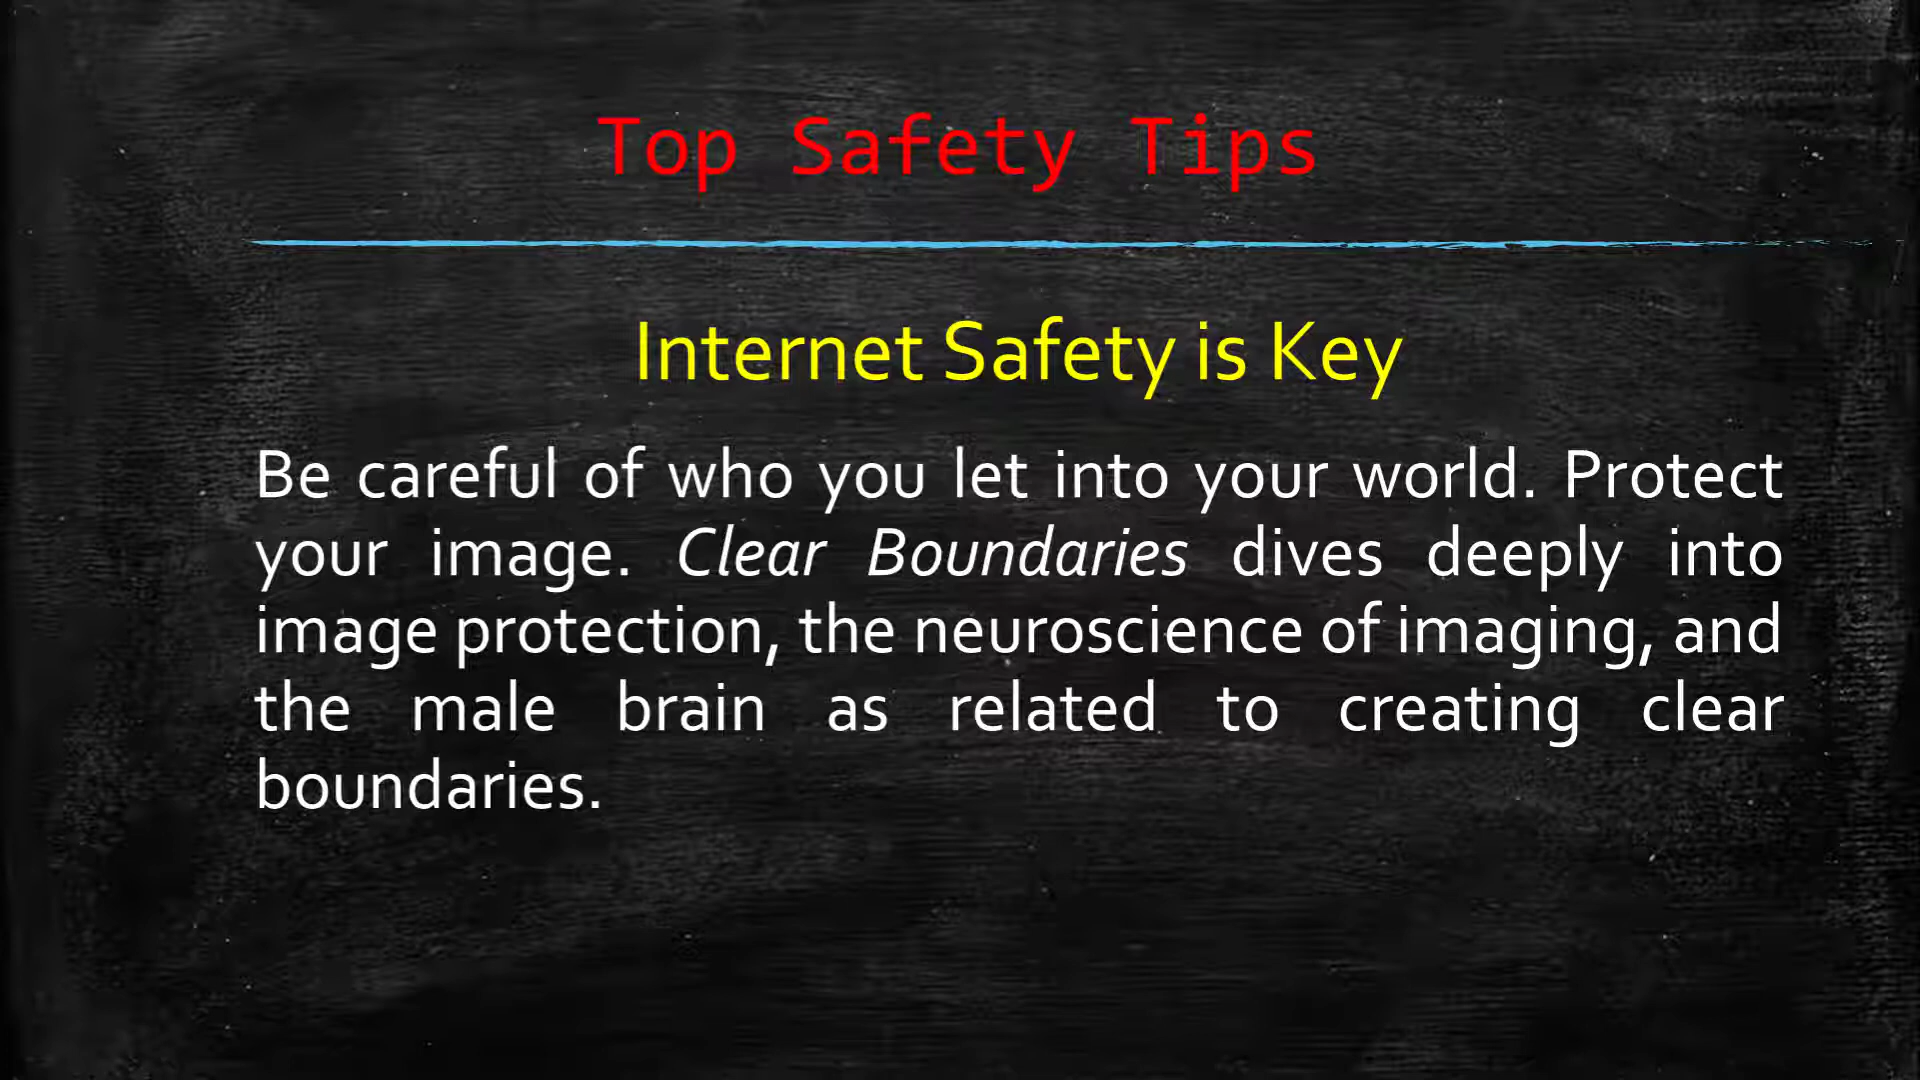 Top Safety Tips
Internet Safety is Key
Be careful of who you let into your world. Protect
your image. Clear Boundaries dives deeply into
image protection, the neuroscience of imaging, and
the male brain as related to creating clear
boundaries.